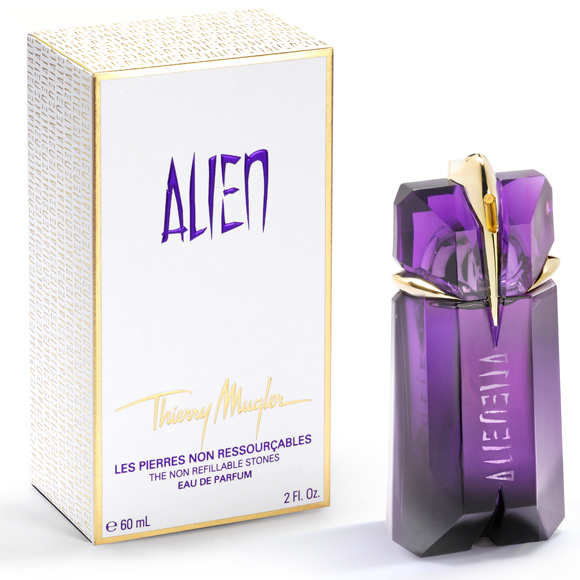 ALIEN
Thierry Mugler
LES PIERRES NON RESSOURÇABLES
THE NON REFILLABLE STONES
EAU DE PARFUM
2 Fl. Oz.
℮ 60 mL